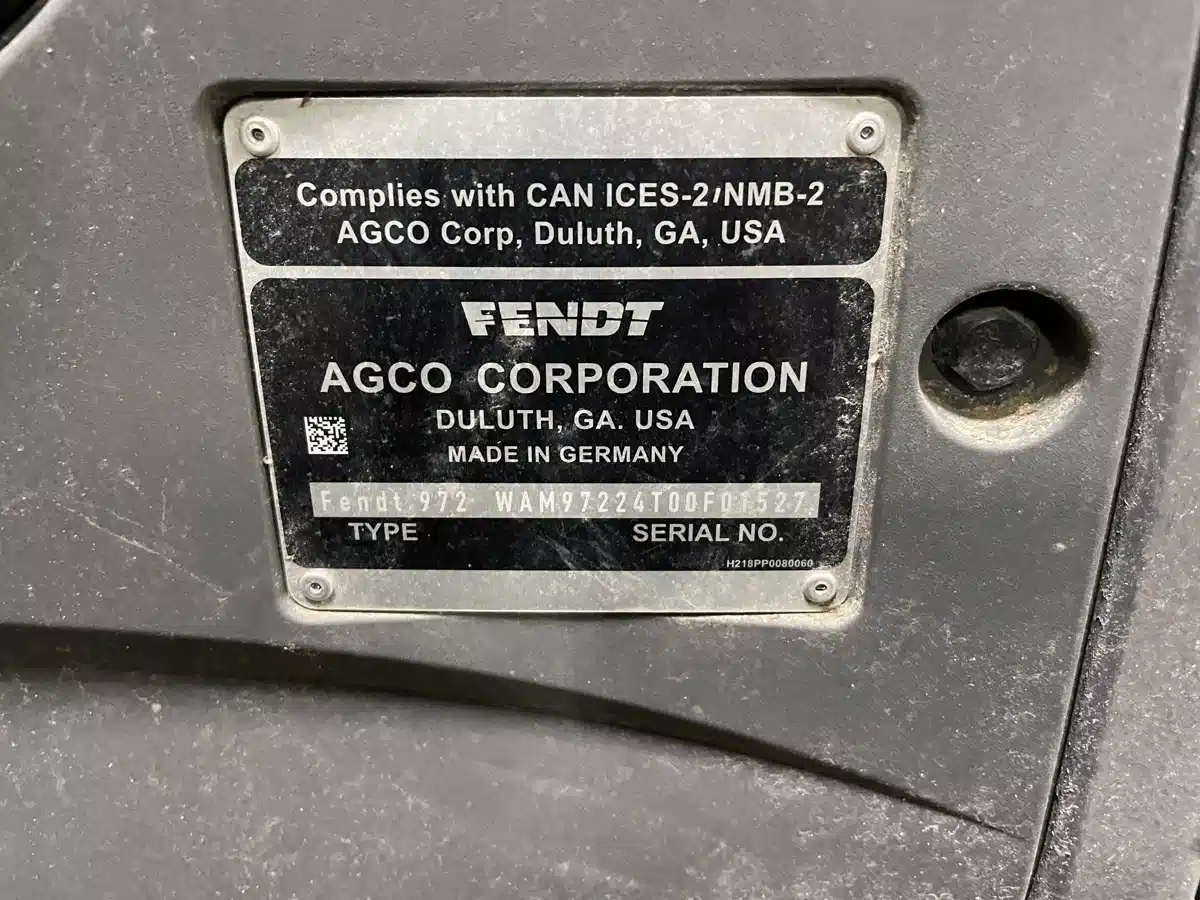 Complies with CAN ICES-2/NMB-2
AGCO Corp, Duluth, GA, USA
FENDT
AGCO CORPORATION
DULUTH, GA. USA
MADE IN GERMANY
Fendt 972 WAM97224T00F01527
TYPE SERIAL NO.
H218PP0080060